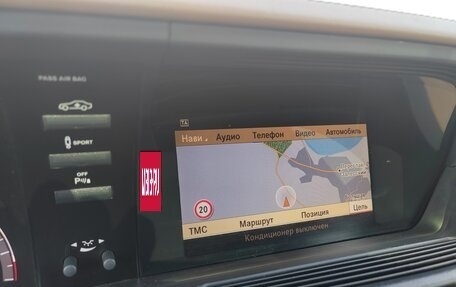 PASS AIR BAG
TA
Нави Аудио Телефон Видео Автомобиль
SPORT
OFF
20
TMC Маршрут Позиция Цель
Кондиционер выключен